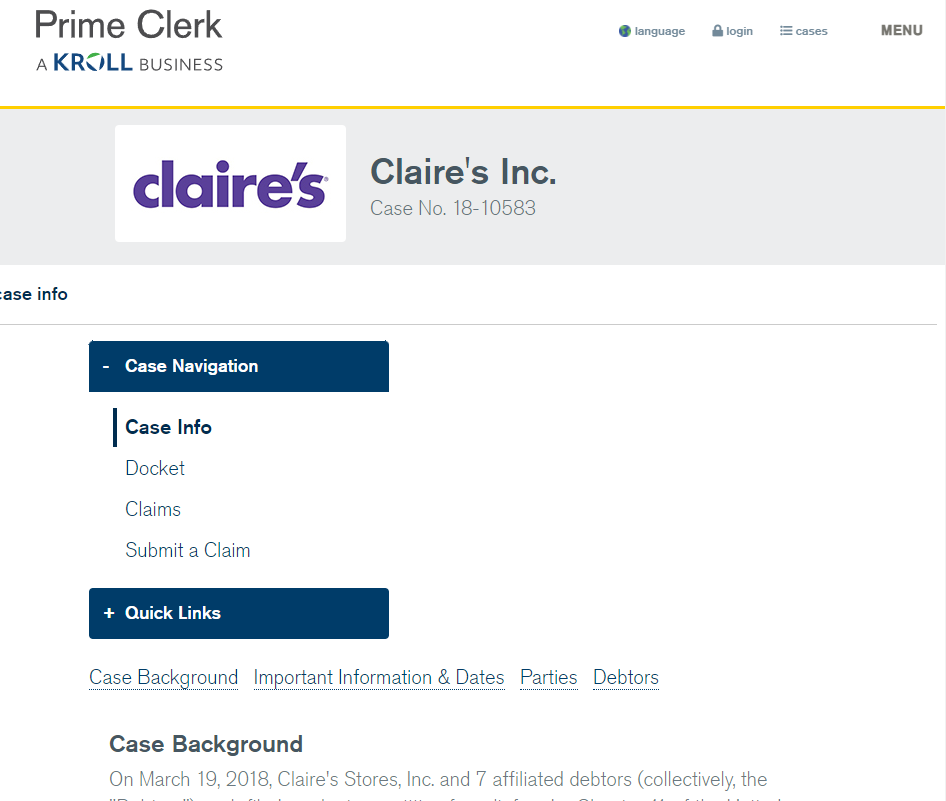 Prime Clerk
A KROLL BUSINESS
language login cases MENU
claire's
Claire's Inc.
Case No. 18-10583
case info
- Case Navigation
Case Info
Docket
Claims
Submit a Claim
+ Quick Links
Case Background Important Information & Dates Parties Debtors
Case Background
On March 19, 2018, Claire's Stores, Inc. and 7 affiliated debtors (collectively, the